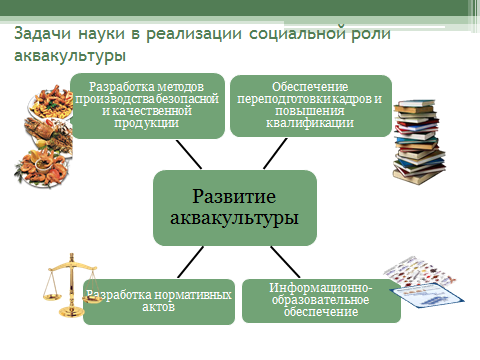 Задачи науки в реализации социальной роли
аквакультуры
Разработка методов
производства безопасной
и качественной
продукции
Обеспечение
переподготовки кадров и
повышения
квалификации
Развитие
аквакультуры
Разработка нормативных
актов
Информационно-
образовательное
обеспечение